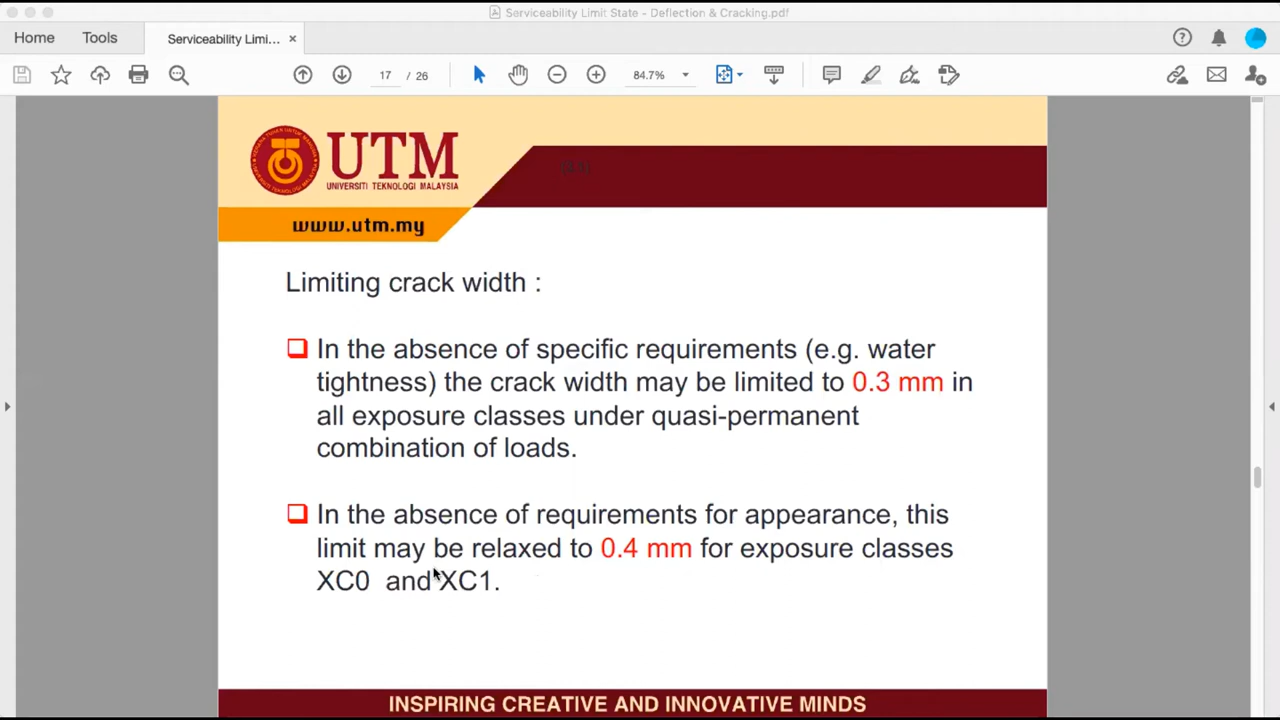 Serviceability Limit State - Deflection & Cracking.pdf
Home Tools Serviceability Limi... ×
17 / 26 84.7%
UTM
UNIVERSITI TEKNOLOGI MALAYSIA
www.utm.my
Limiting crack width :
In the absence of specific requirements (e.g. water
tightness) the crack width may be limited to 0.3 mm in
all exposure classes under quasi-permanent
combination of loads.
In the absence of requirements for appearance, this
limit may be relaxed to 0.4 mm for exposure classes
XC0 and XC1.
INSPIRING CREATIVE AND INNOVATIVE MINDS